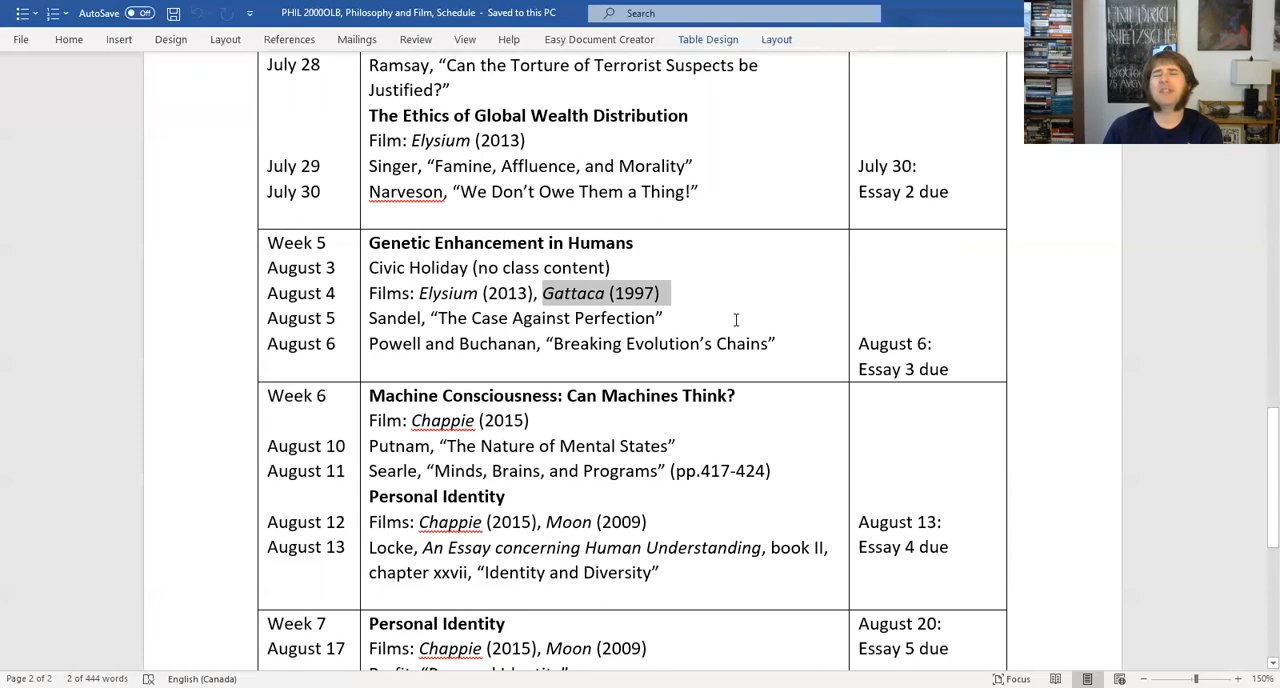 AutoSave Off PHIL 2000OLB, Philosophy and Film, Schedule - Saved to this PC Search
File Home Insert Design Layout References Review View Help Easy Document Creator Table Design Layout
FRIEDRICH
NIETZSCHE
July 28 Ramsay, “Can the Torture of Terrorist Suspects be
Justified?”
The Ethics of Global Wealth Distribution
Film: Elysium (2013)
July 29 Singer, “Famine, Affluence, and Morality” July 30:
July 30 Narveson, “We Don’t Owe Them a Thing!” Essay 2 due
Week 5 Genetic Enhancement in Humans
August 3 Civic Holiday (no class content)
August 4 Films: Elysium (2013), Gattaca (1997)
August 5 Sandel, “The Case Against Perfection”
August 6 Powell and Buchanan, “Breaking Evolution’s Chains” August 6:
Essay 3 due
Week 6 Machine Consciousness: Can Machines Think?
Film: Chappie (2015)
August 10 Putnam, “The Nature of Mental States”
August 11 Searle, “Minds, Brains, and Programs” (pp.417-424)
Personal Identity
August 12 Films: Chappie (2015), Moon (2009) August 13:
August 13 Locke, An Essay concerning Human Understanding, book II, Essay 4 due
chapter xxvii, “Identity and Diversity”
Week 7 Personal Identity August 20:
August 17 Films: Chappie (2015), Moon (2009) Essay 5 due
Page 2 of 2 2 of 444 words English (Canada) Focus 150%